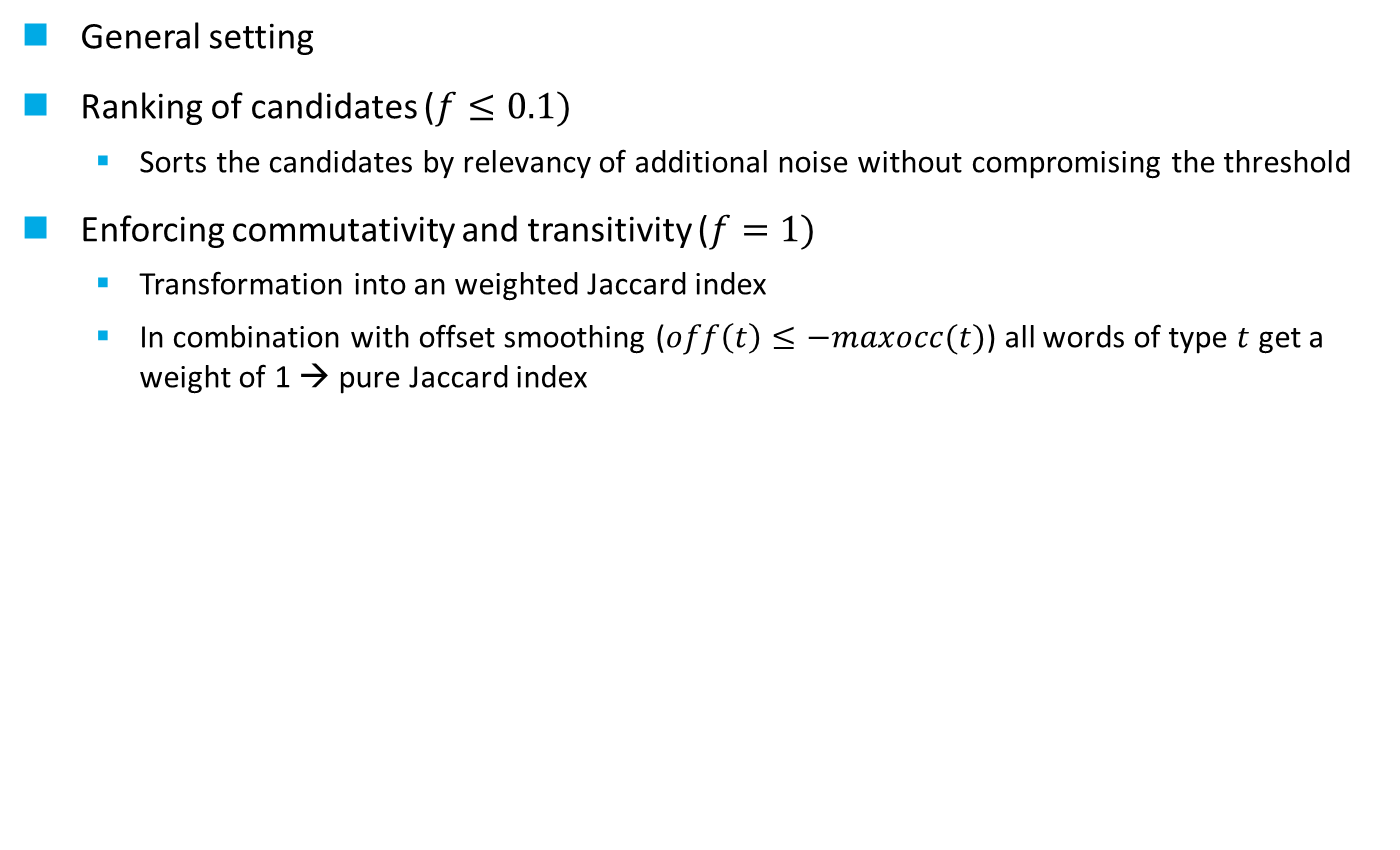 General setting
Ranking of candidates (f ≤ 0.1)
Sorts the candidates by relevancy of additional noise without compromising the threshold
Enforcing commutativity and transitivity (f = 1)
Transformation into an weighted Jaccard index
In combination with offset smoothing (off(t) ≤ −maxocc(t)) all words of type t get a
weight of 1 → pure Jaccard index